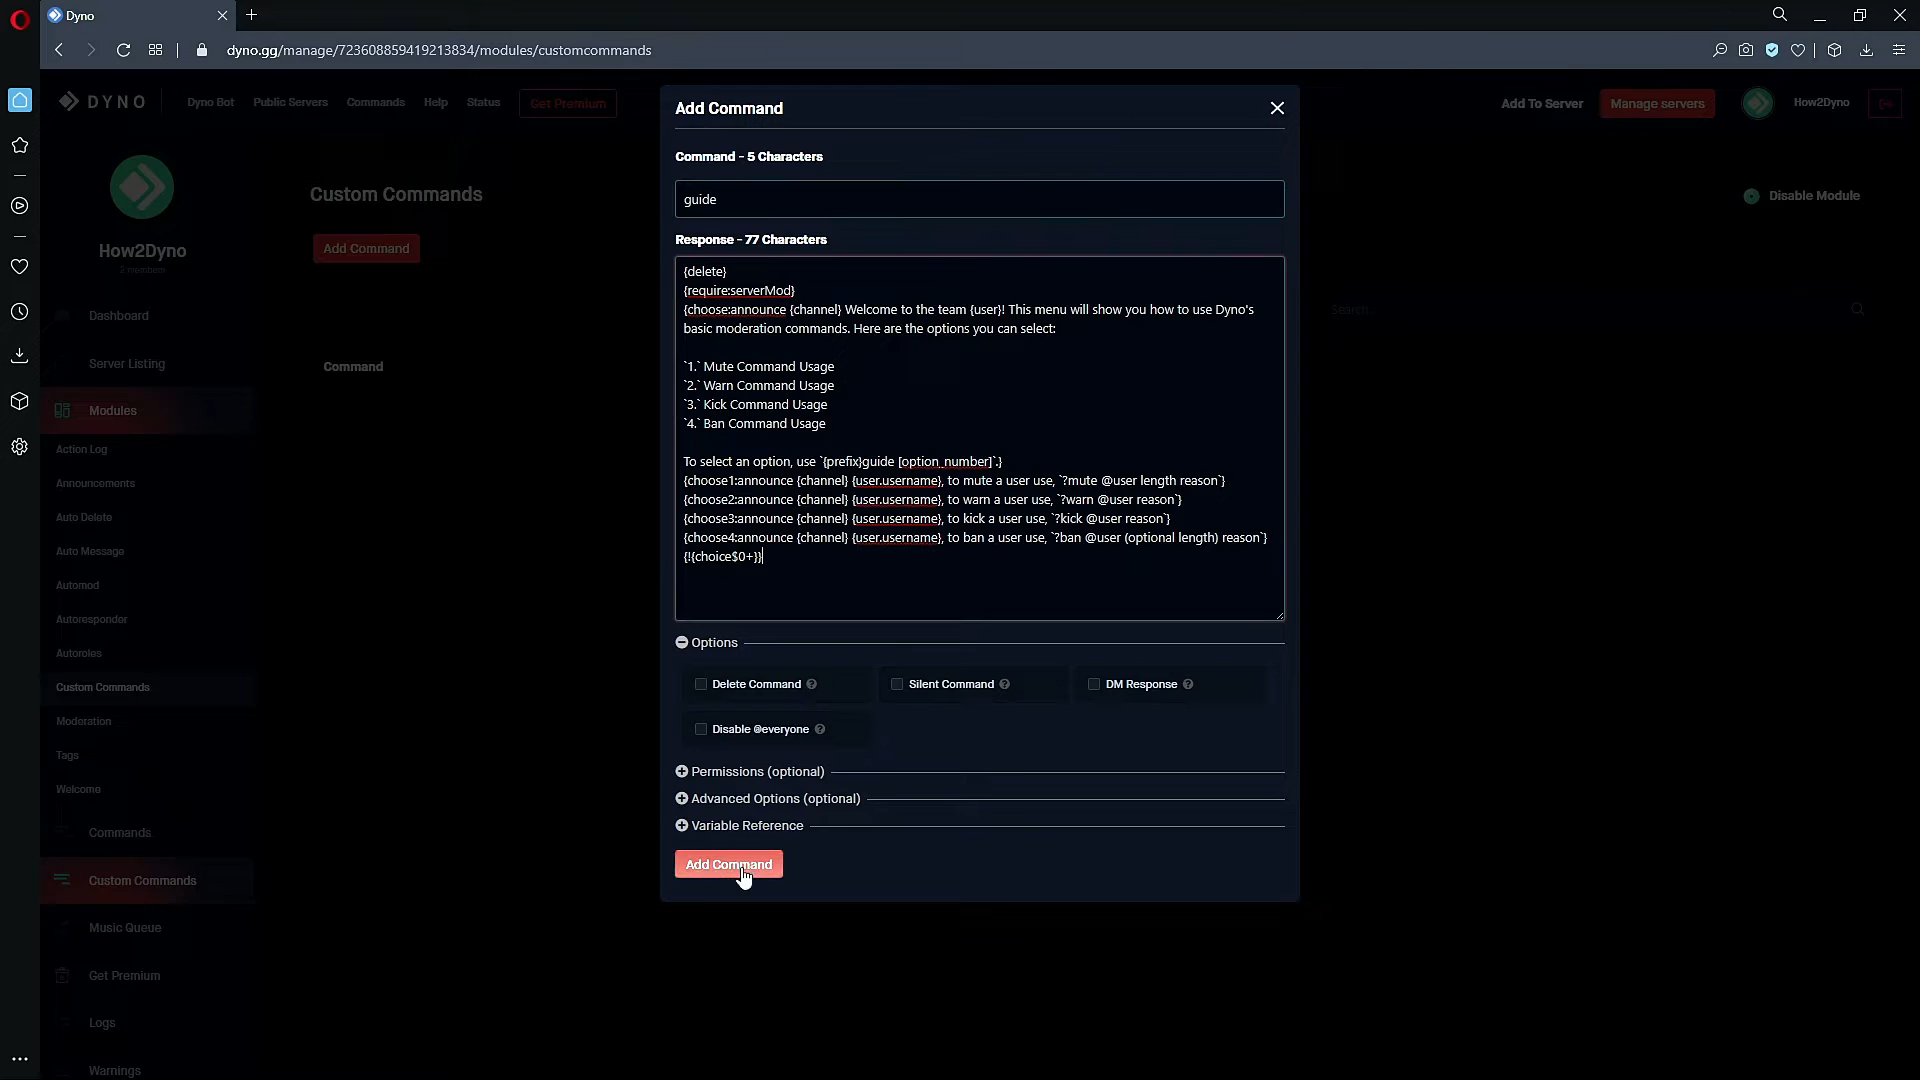 Dyno
dyno.gg/manage/723608859419213834/modules/customcommands
DYNO
Dyno Bot
Public Servers
Commands
Help
Status
Get Premium
Add To Server
Manage servers
How2Dyno
How2Dyno
2 members
Dashboard
Server Listing
Modules
Action Log
Announcements
Auto Delete
Auto Message
Automod
Autoresponder
Autoroles
Custom Commands
Moderation
Tags
Welcome
Commands
Custom Commands
Music Queue
Get Premium
Logs
Warnings
Custom Commands
Disable Module
Add Command
Search
Command
Add Command
Command - 5 Characters
guide
Response - 77 Characters
{delete}
{require:serverMod}
{choose:announce {channel} Welcome to the team {user}! This menu will show you how to use Dyno's
basic moderation commands. Here are the options you can select:
`1.` Mute Command Usage
`2.` Warn Command Usage
`3.` Kick Command Usage
`4.` Ban Command Usage
To select an option, use `{prefix}guide [option_number]`.}
{choose1:announce {channel} {user.username}, to mute a user use, `?mute @user length reason`}
{choose2:announce {channel} {user.username}, to warn a user use, `?warn @user reason`}
{choose3:announce {channel} {user.username}, to kick a user use, `?kick @user reason`}
{choose4:announce {channel} {user.username}, to ban a user use, `?ban @user (optional length) reason`}
{!{choice$0+}}
Options
Delete Command
Silent Command
DM Response
Disable @everyone
Permissions (optional)
Advanced Options (optional)
Variable Reference
Add Command